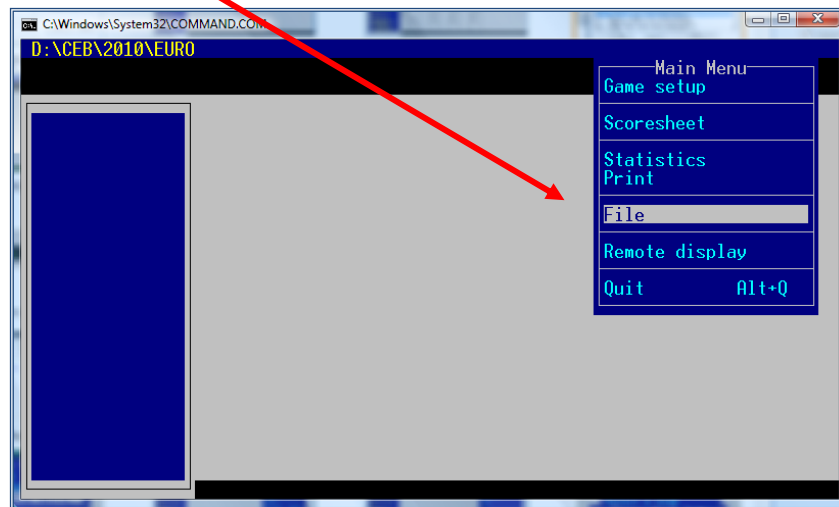 C:\Windows\System32\COMMAND.COM
D:\CEB\2010\EURO
Main Menu
Game setup
Scoresheet
Statistics
Print
File
Remote display
Quit Alt+Q